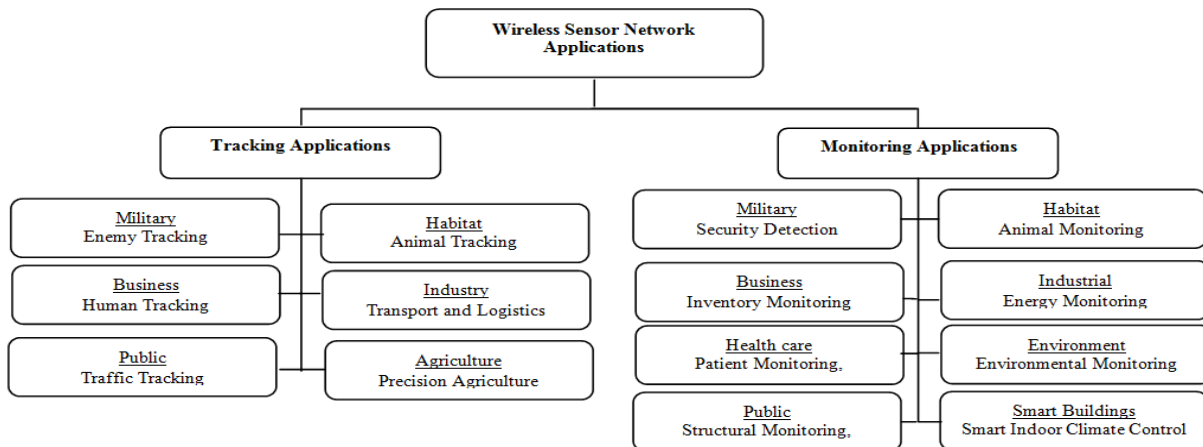 Wireless Sensor Network
Applications
Tracking Applications
Monitoring Applications
Military
Enemy Tracking
Habitat
Animal Tracking
Business
Human Tracking
Industry
Transport and Logistics
Public
Traffic Tracking
Agriculture
Precision Agriculture
Military
Security Detection
Habitat
Animal Monitoring
Business
Inventory Monitoring
Industrial
Energy Monitoring
Health care
Patient Monitoring,
Environment
Environmental Monitoring
Public
Structural Monitoring,
Smart Buildings
Smart Indoor Climate Control